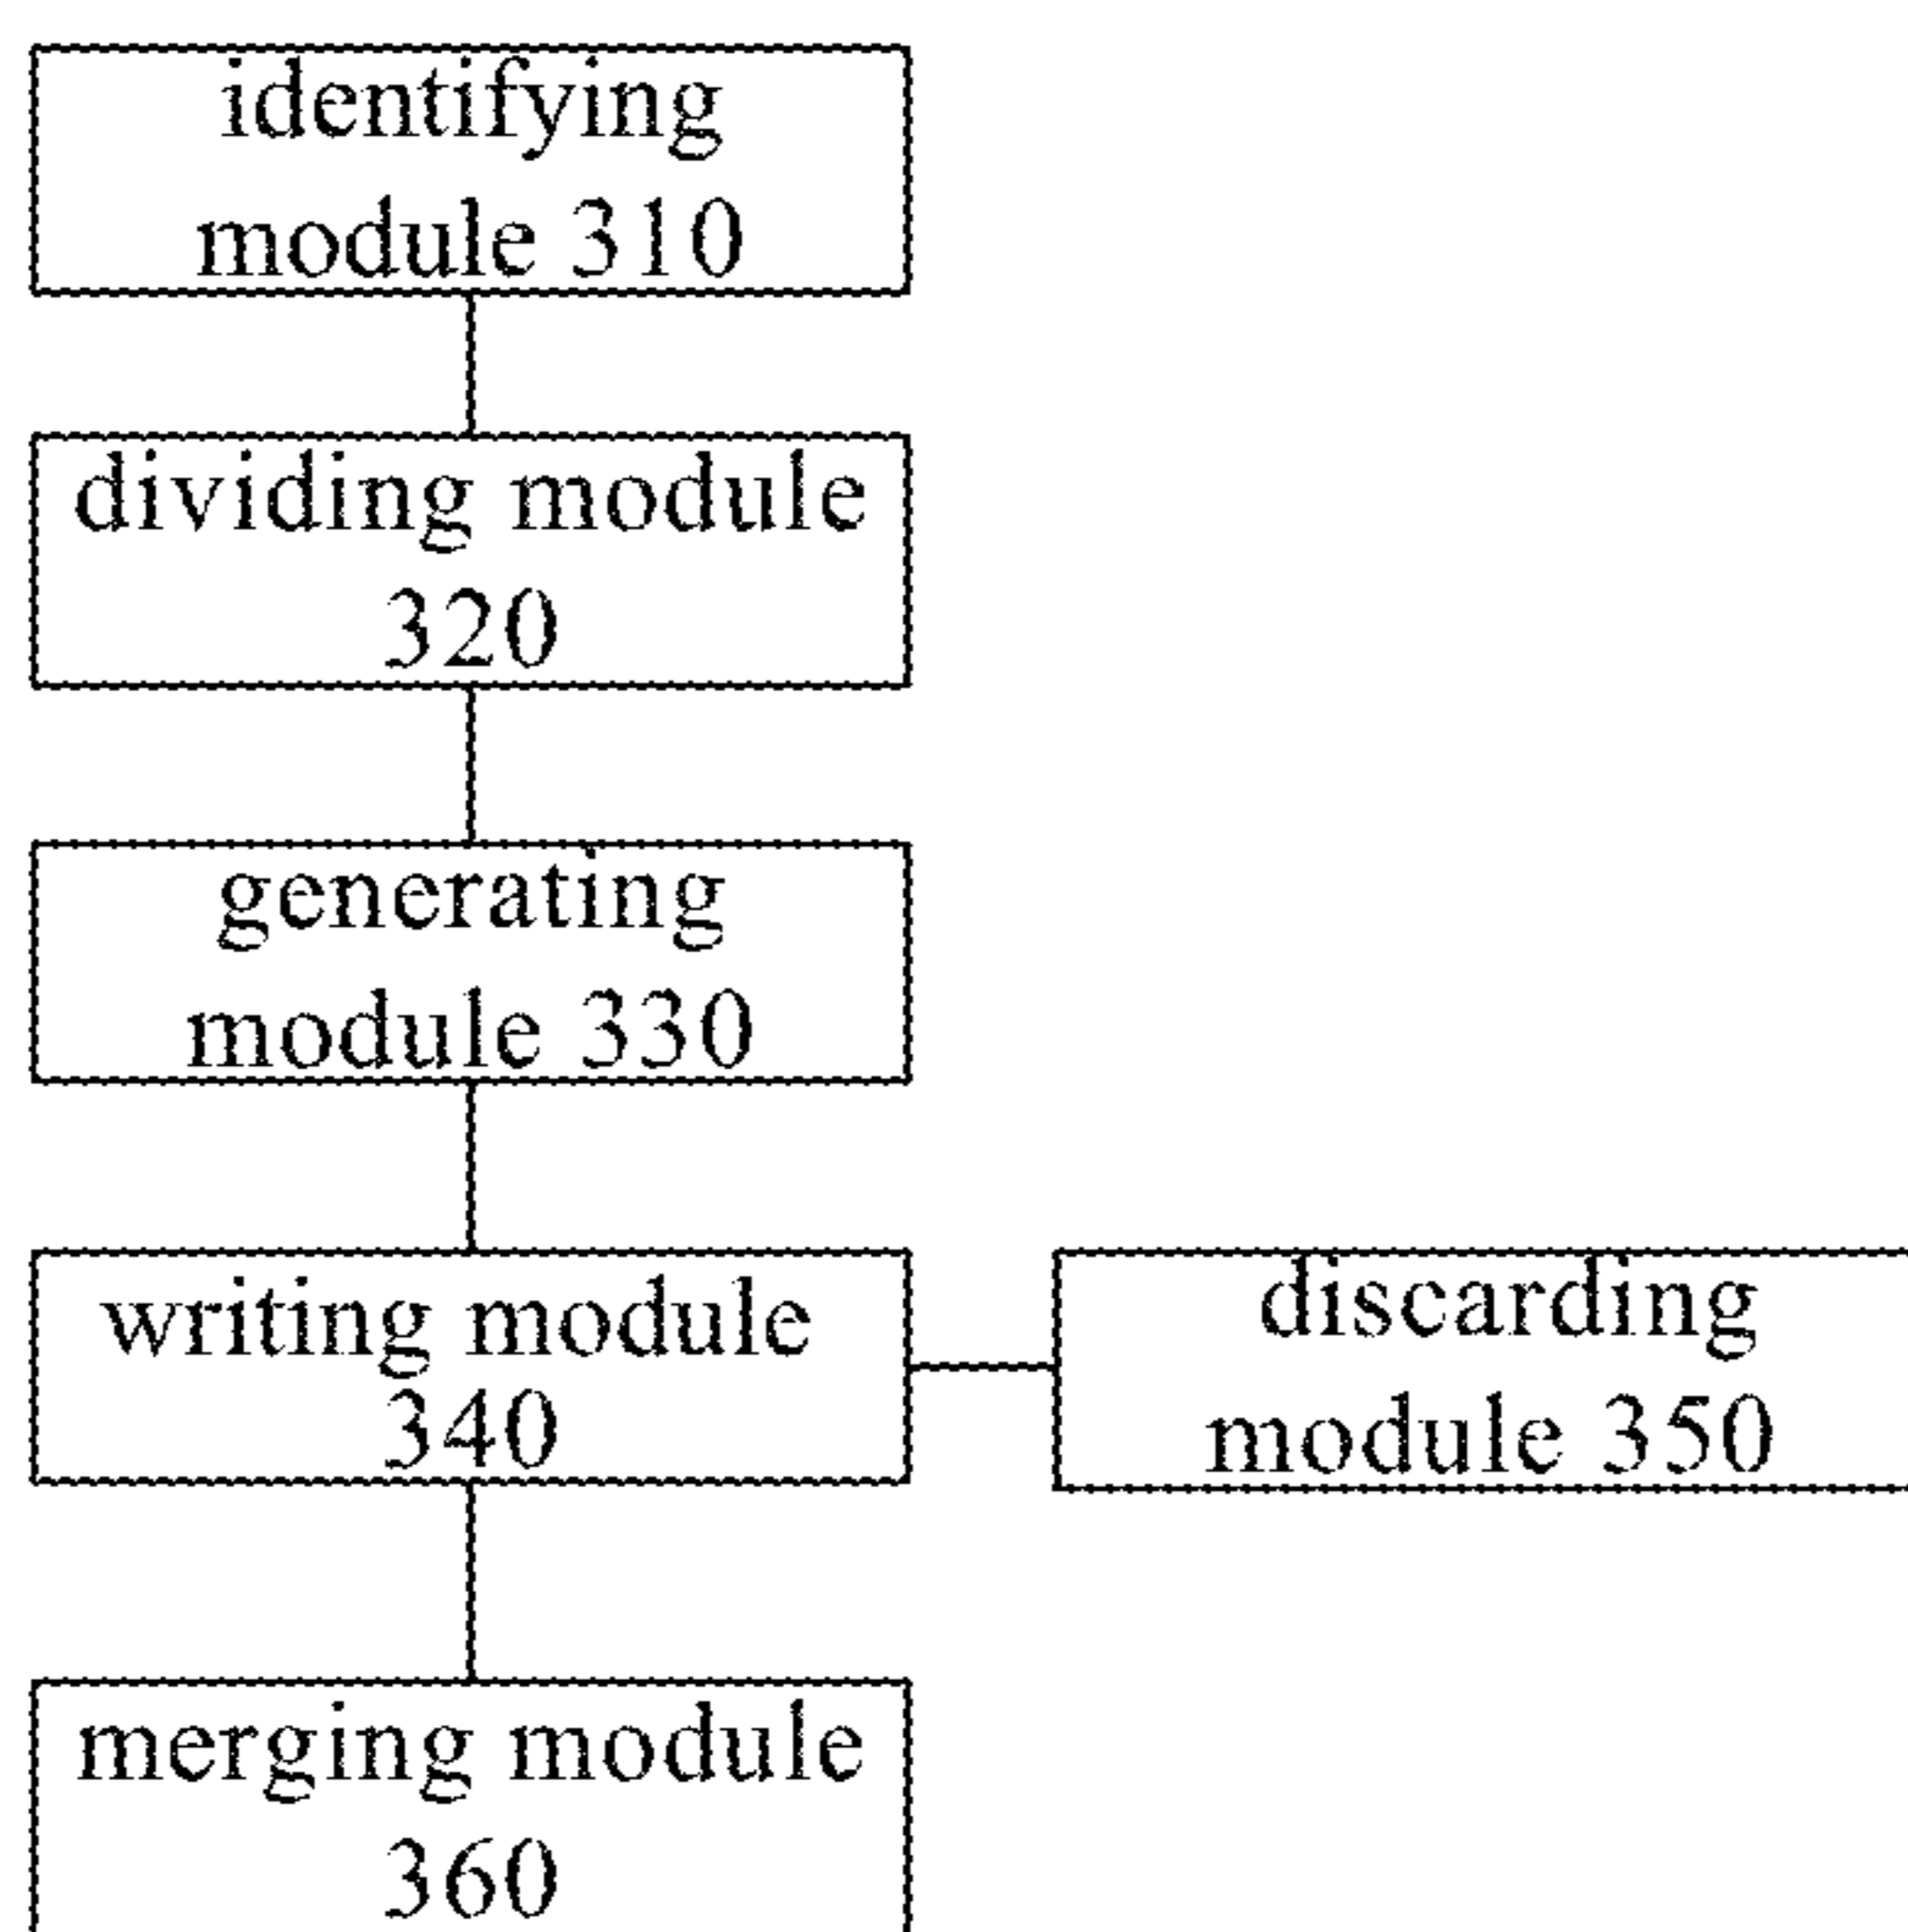 identifying
module 310
dividing module
320
generating
module 330
writing module
340
discarding
module 350
merging module
360